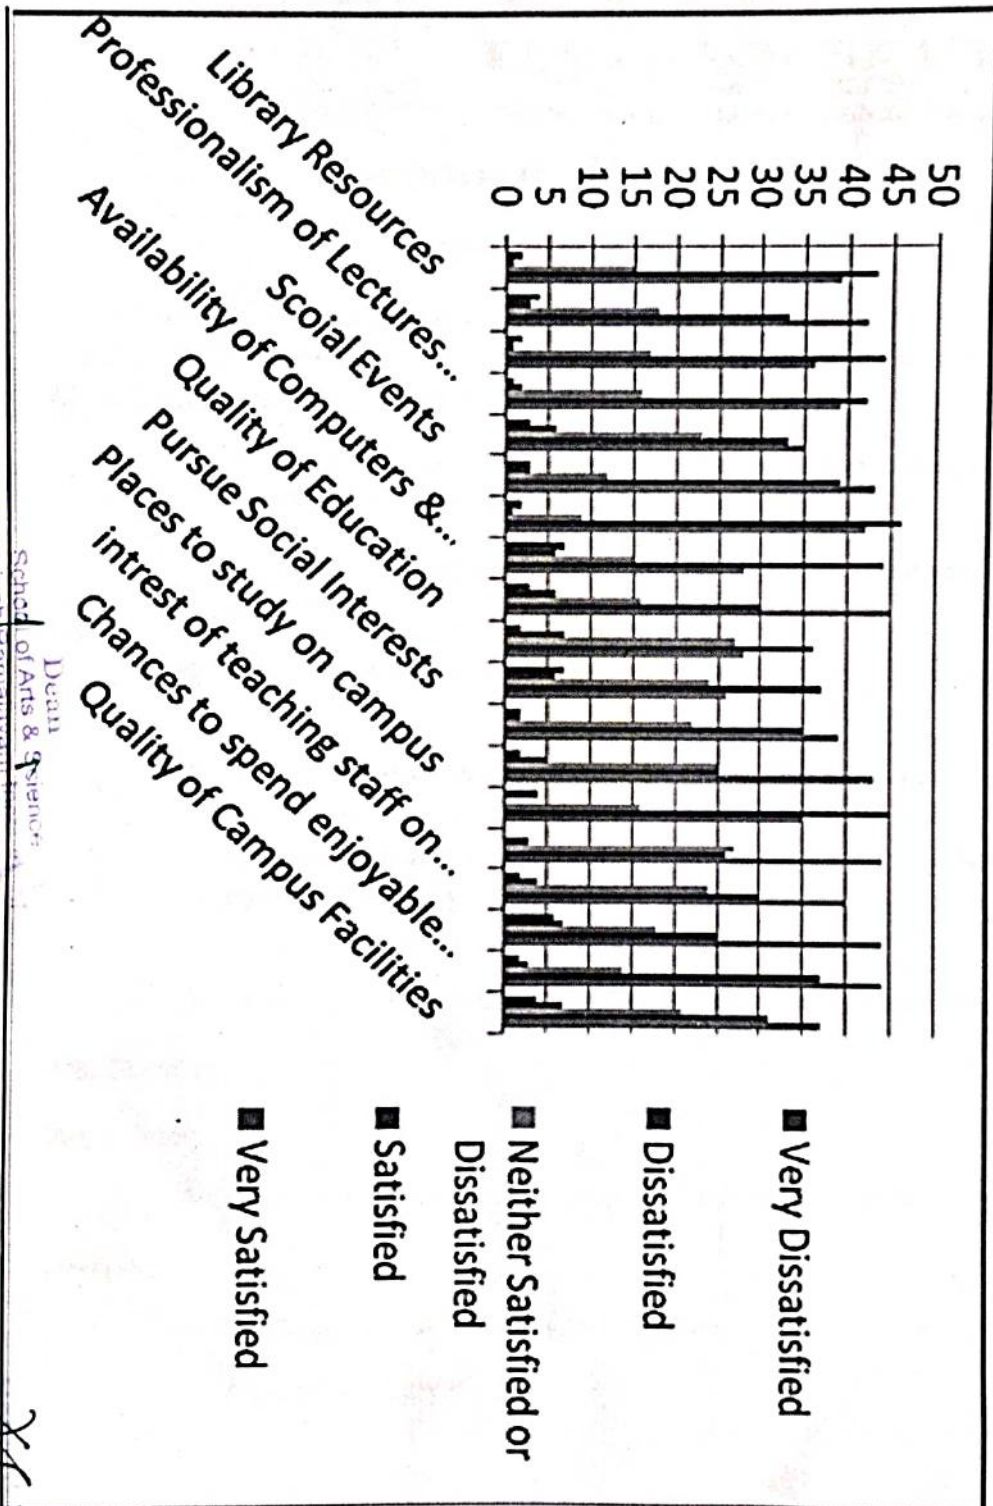 50
45
40
35
30
25
20
15
10
5
0
Library Resources
Professionalism of Lectures...
Scoial Events
Availability of Computers &...
Quality of Education
Pursue Social Interests
Places to study on campus
intrest of teaching staff on...
Chances to spend enjoyable...
Quality of Campus Facilities
■ Very Dissatisfied
■ Dissatisfied
■ Neither Satisfied or
Dissatisfied
■ Satisfied
■ Very Satisfied
Dean
School of Arts & Science